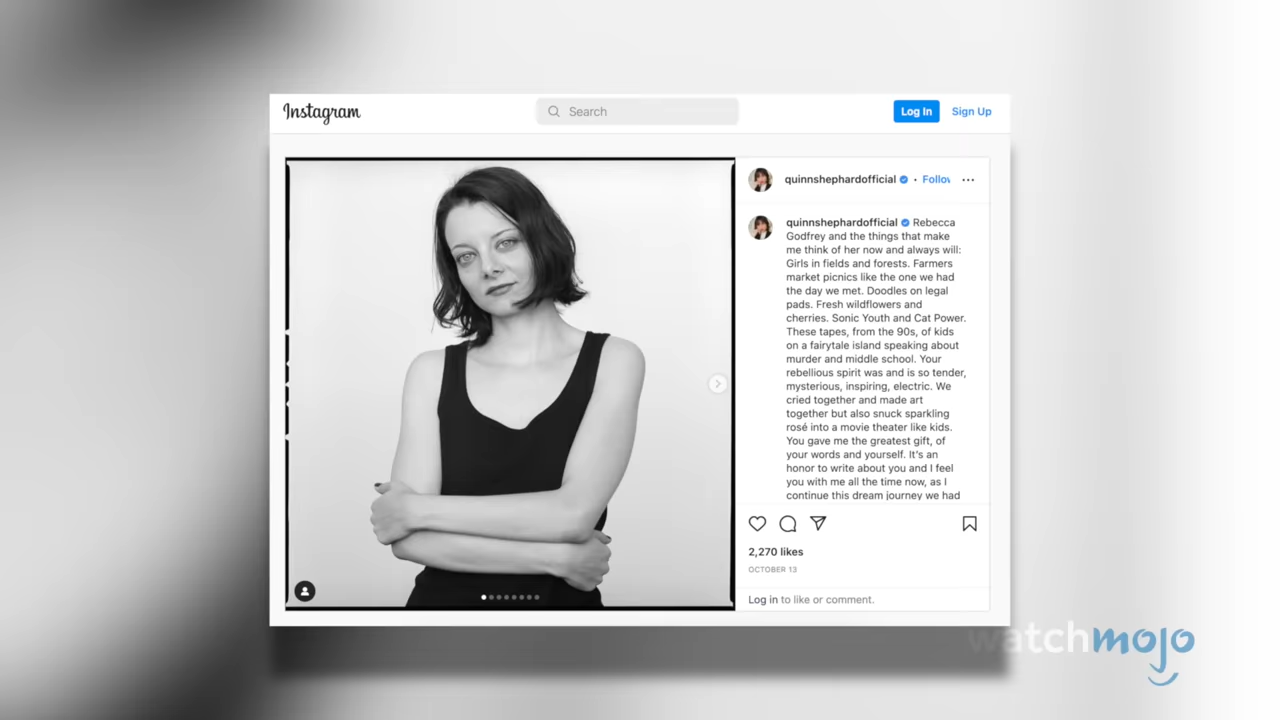 Instagram
Search
Log In
Sign Up
quinnshephardofficial • Follow
quinnshephardofficial Rebecca
Godfrey and the things that make
me think of her now and always will:
Girls in fields and forests. Farmers
market picnics like the one we had
the day we met. Doodles on legal
pads. Fresh wildflowers and
cherries. Sonic Youth and Cat Power.
These tapes, from the 90s, of kids
on a fairytale island speaking about
murder and middle school. Your
rebellious spirit was and is so tender,
mysterious, inspiring, electric. We
cried together and made art
together but also snuck sparkling
rosé into a movie theater like kids.
You gave me the greatest gift, of
your words and yourself. It's an
honor to write about you and I feel
you with me all the time now, as I
continue this dream journey we had
2,270 likes
OCTOBER 13
Log in to like or comment.
watchmojo